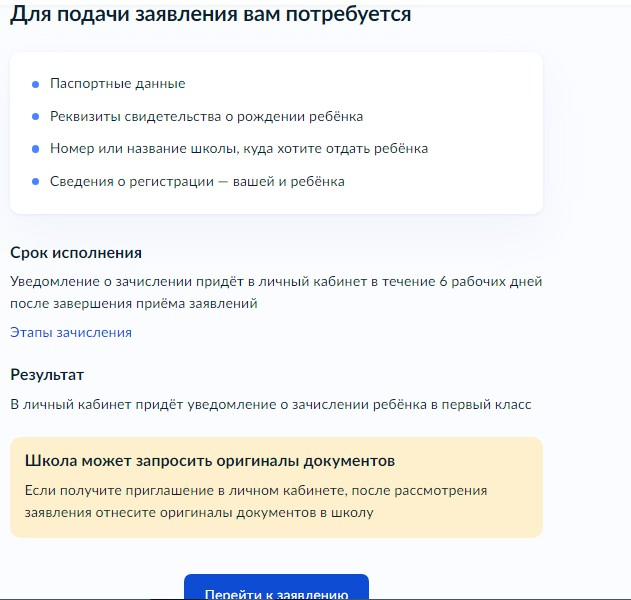 Для подачи заявления вам потребуется
Паспортные данные
Реквизиты свидетельства о рождении ребёнка
Номер или название школы, куда хотите отдать ребёнка
Сведения о регистрации — вашей и ребёнка
Срок исполнения
Уведомление о зачислении придёт в личный кабинет в течение 6 рабочих дней
после завершения приёма заявлений
Этапы зачисления
Результат
В личный кабинет придёт уведомление о зачислении ребёнка в первый класс
Школа может запросить оригиналы документов
Если получите приглашение в личном кабинете, после рассмотрения
заявления отнесите оригиналы документов в школу
Перейти к заявлению